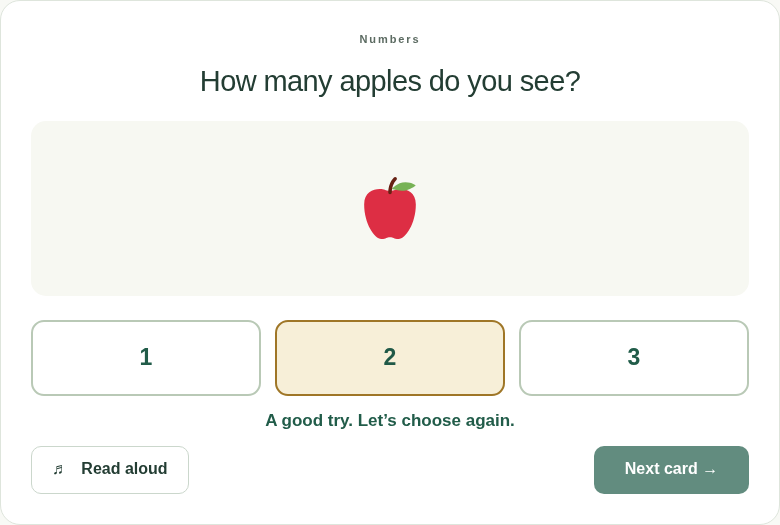 Numbers
How many apples do you see?
1
2
3
A good try. Let’s choose again.
♬ Read aloud
Next card →